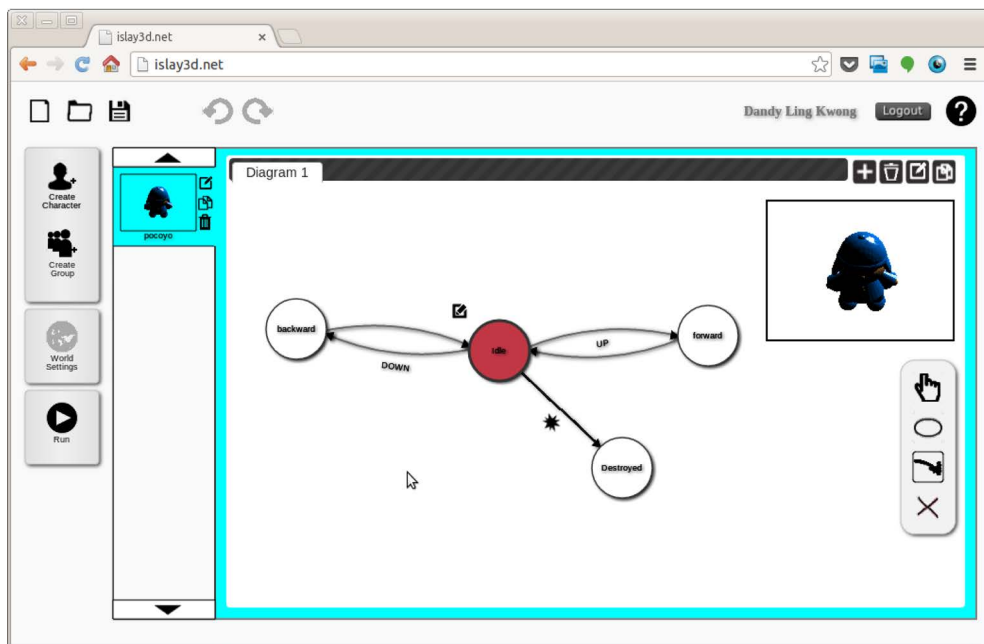 islay3d.net
islay3d.net
Dandy Ling Kwong
Logout
?
Create
Character
Create
Group
World
Settings
Run
pocoyo
Diagram 1
backward
Idle
forward
DOWN
UP
Destroyed